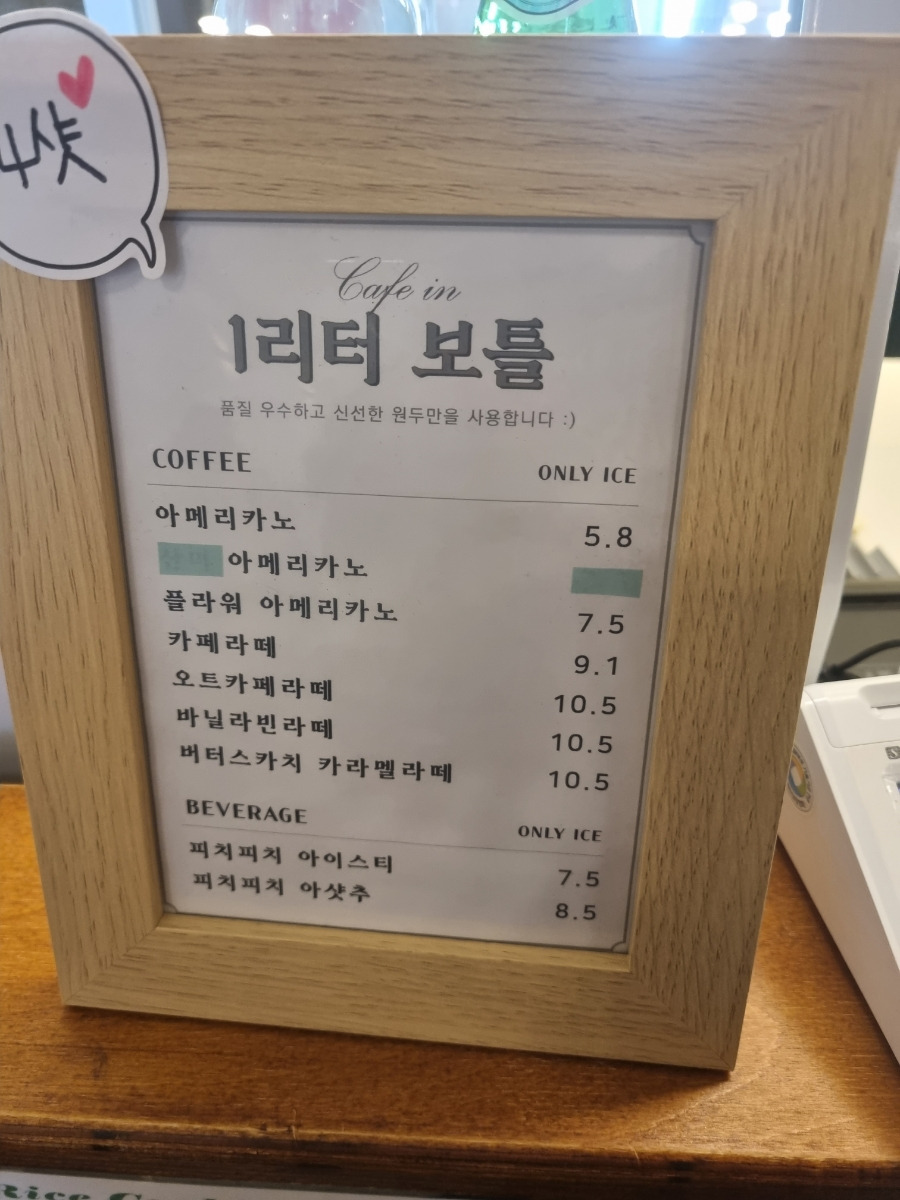 4샷
Cafe in
1리터 보틀
품질 우수하고 신선한 원두만을 사용합니다 :)
COFFEE ONLY ICE
아메리카노 5.8
아메리카노
플라워 아메리카노 7.5
카페라떼 9.1
오트카페라떼 10.5
바닐라빈라떼 10.5
버터스카치 카라멜라떼 10.5
BEVERAGE ONLY ICE
피치피치 아이스티 7.5
피치피치 아샷추 8.5
Rice